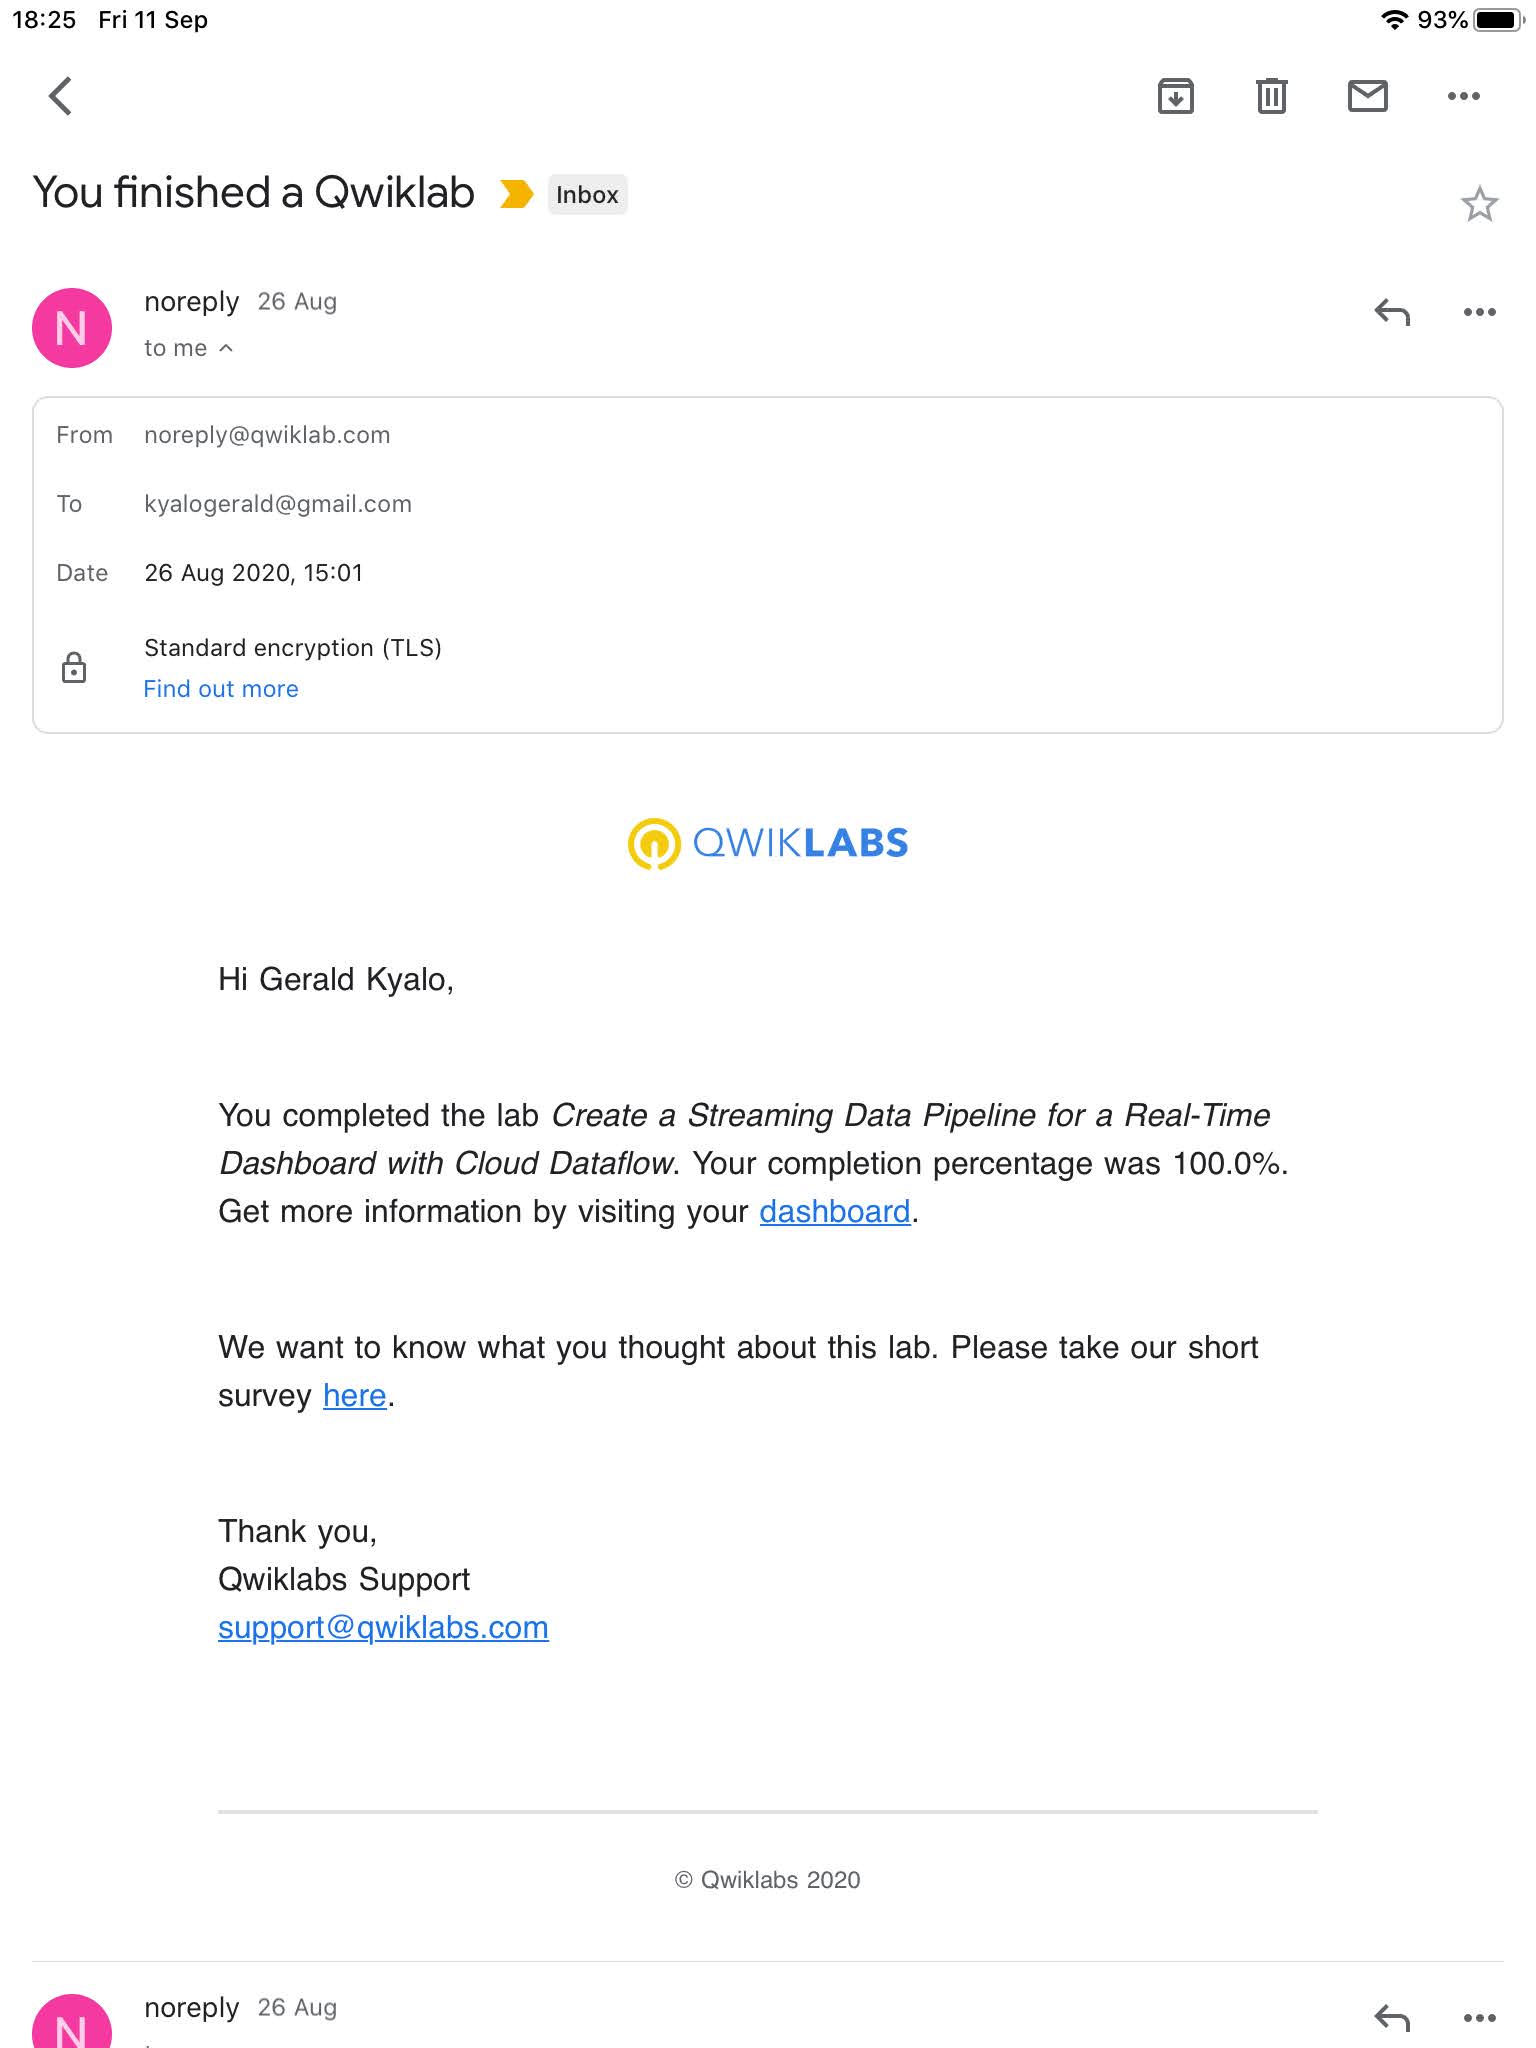 18:25 Fri 11 Sep 93%
You finished a Qwiklab Inbox
N noreply 26 Aug
to me
From noreply@qwiklab.com
To kyalogerald@gmail.com
Date 26 Aug 2020, 15:01
Standard encryption (TLS)
Find out more
QWIKLABS
Hi Gerald Kyalo,
You completed the lab Create a Streaming Data Pipeline for a Real-Time
Dashboard with Cloud Dataflow. Your completion percentage was 100.0%.
Get more information by visiting your dashboard.
We want to know what you thought about this lab. Please take our short
survey here.
Thank you,
Qwiklabs Support
support@qwiklabs.com
© Qwiklabs 2020
N noreply 26 Aug